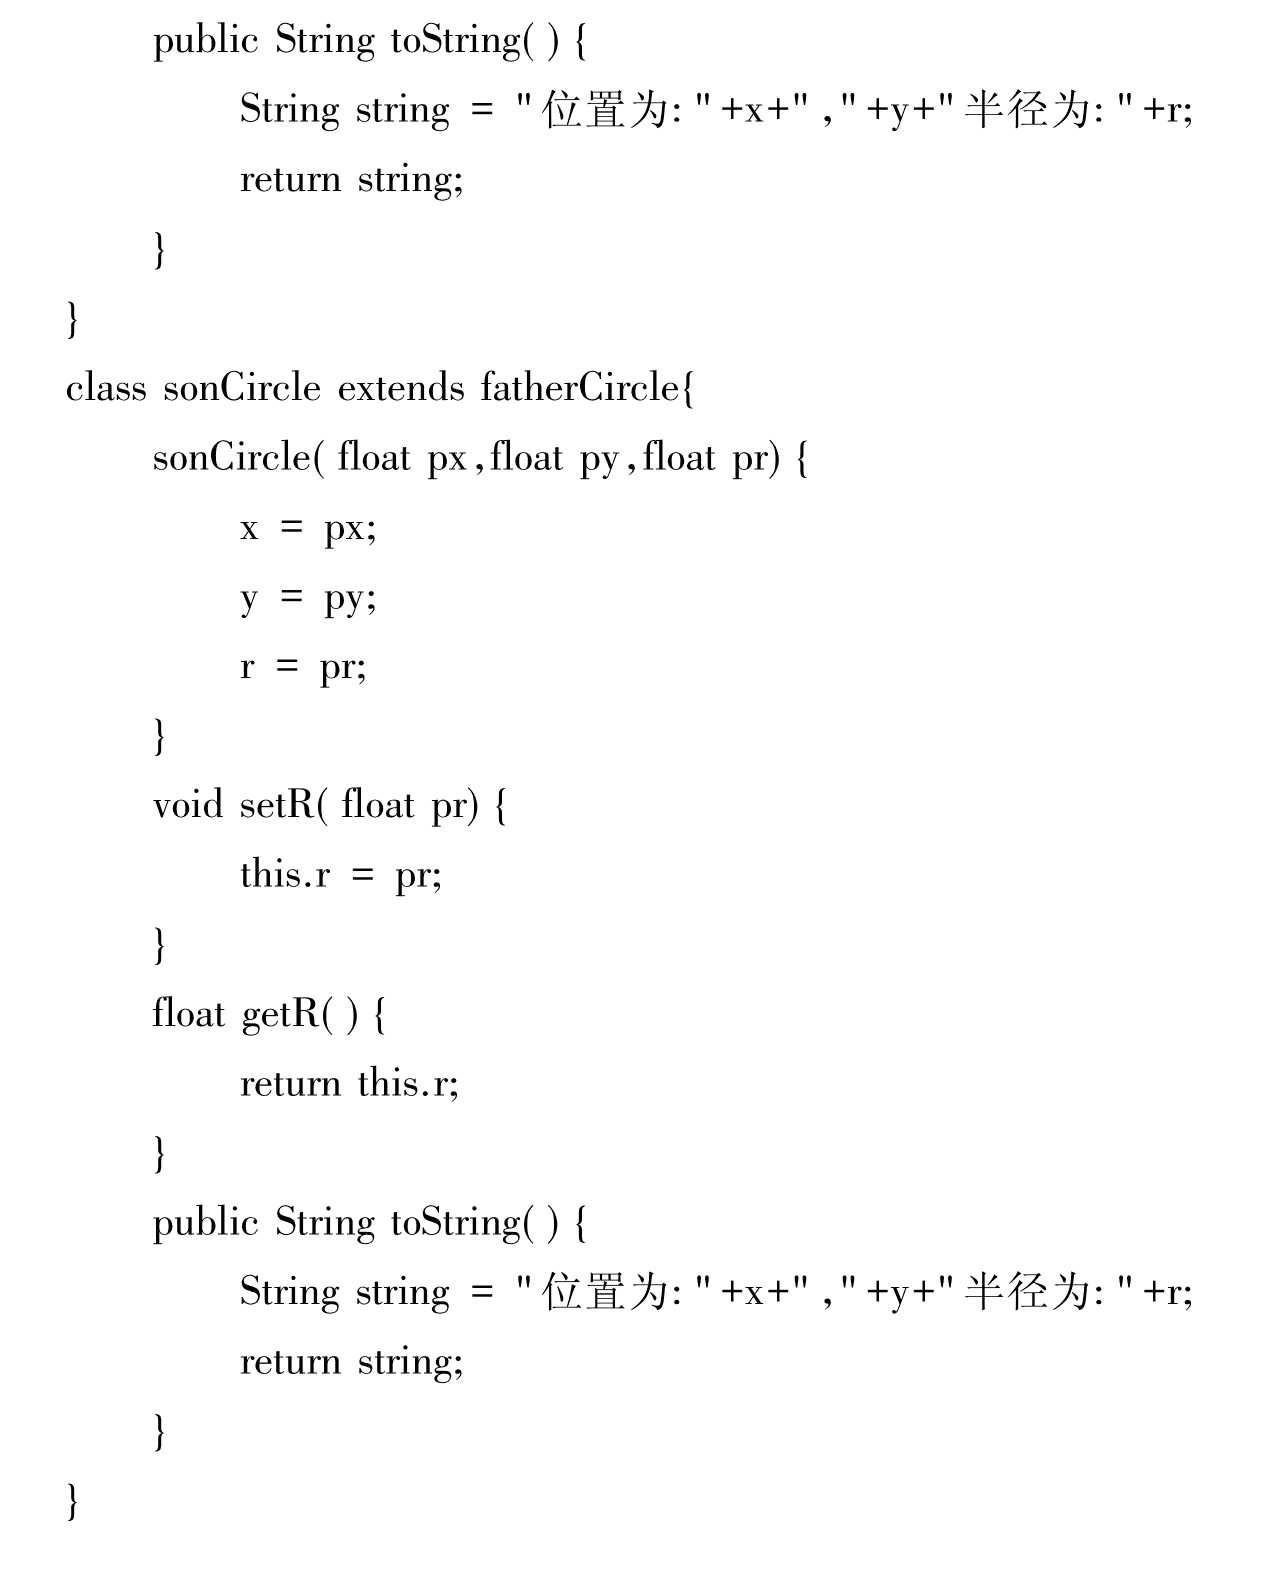 public String toString() {
String string = "位置为:"+x+","+y+"半径为:"+r;
return string;
}
}
class sonCircle extends fatherCircle{
sonCircle(float px,float py,float pr) {
x = px;
y = py;
r = pr;
}
void setR(float pr) {
this.r = pr;
}
float getR() {
return this.r;
}
public String toString() {
String string = "位置为:"+x+","+y+"半径为:"+r;
return string;
}
}